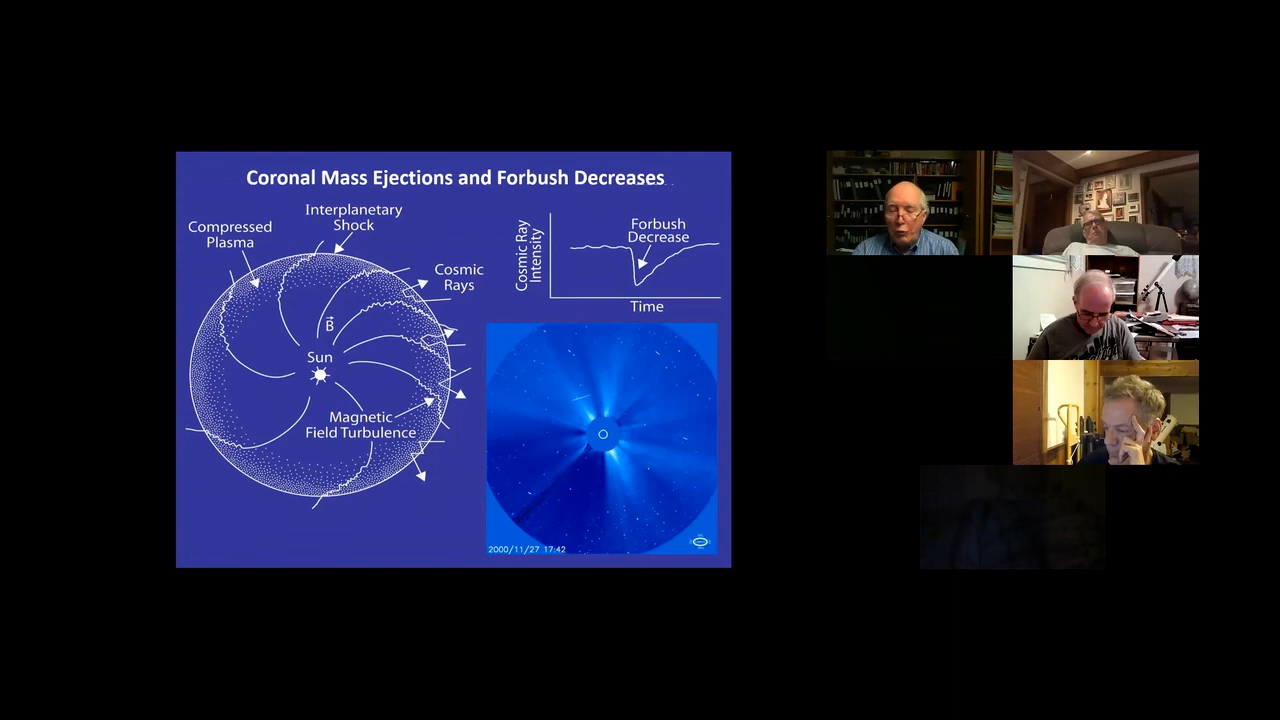 Coronal Mass Ejections and Forbush Decreases
Interplanetary
Shock
Compressed
Plasma
Cosmic
Rays
B
Sun
Magnetic
Field Turbulence
Cosmic Ray
Intensity
Forbush
Decrease
Time
2000/11/27 17:42